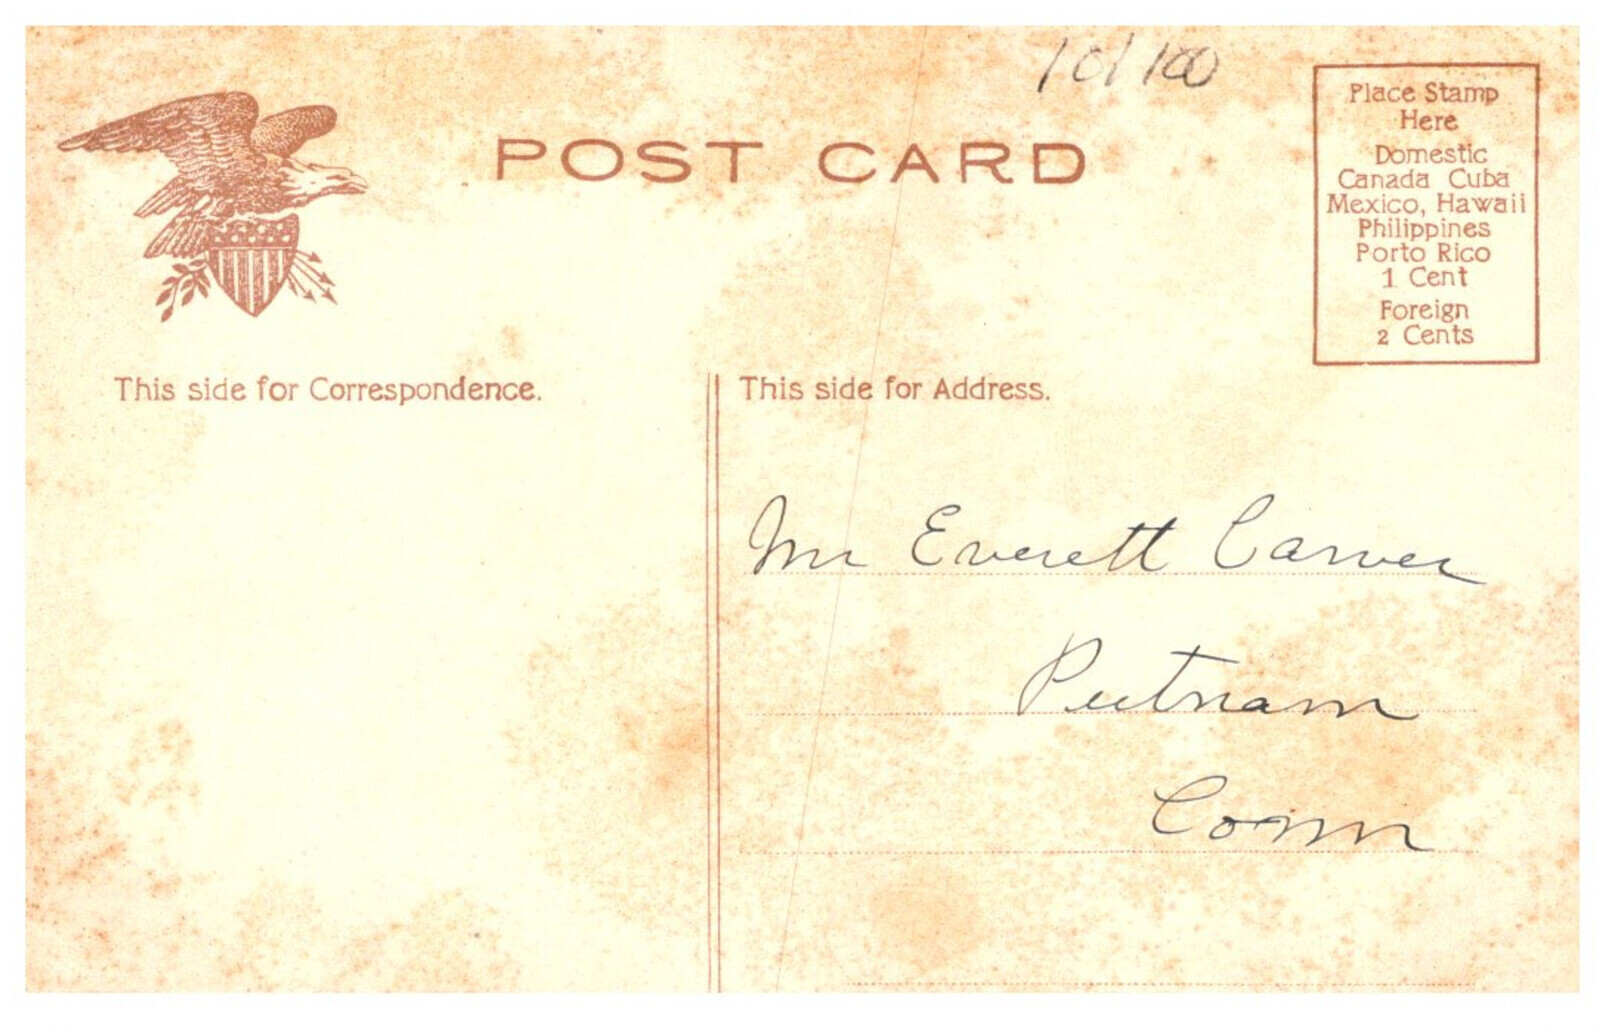 101/100
POST CARD
Place Stamp
Here
Domestic
Canada Cuba
Mexico, Hawaii
Philippines
Porto Rico
1 Cent
Foreign
2 Cents
This side for Correspondence.
This side for Address.
Mr Everett Carver
Putnam
Conn